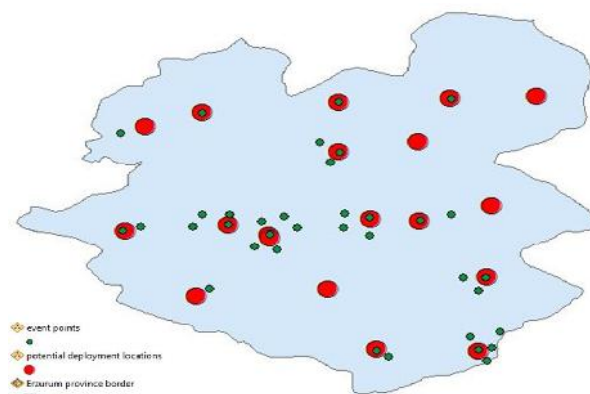 event points
potential deployment locations
Erzurum province border